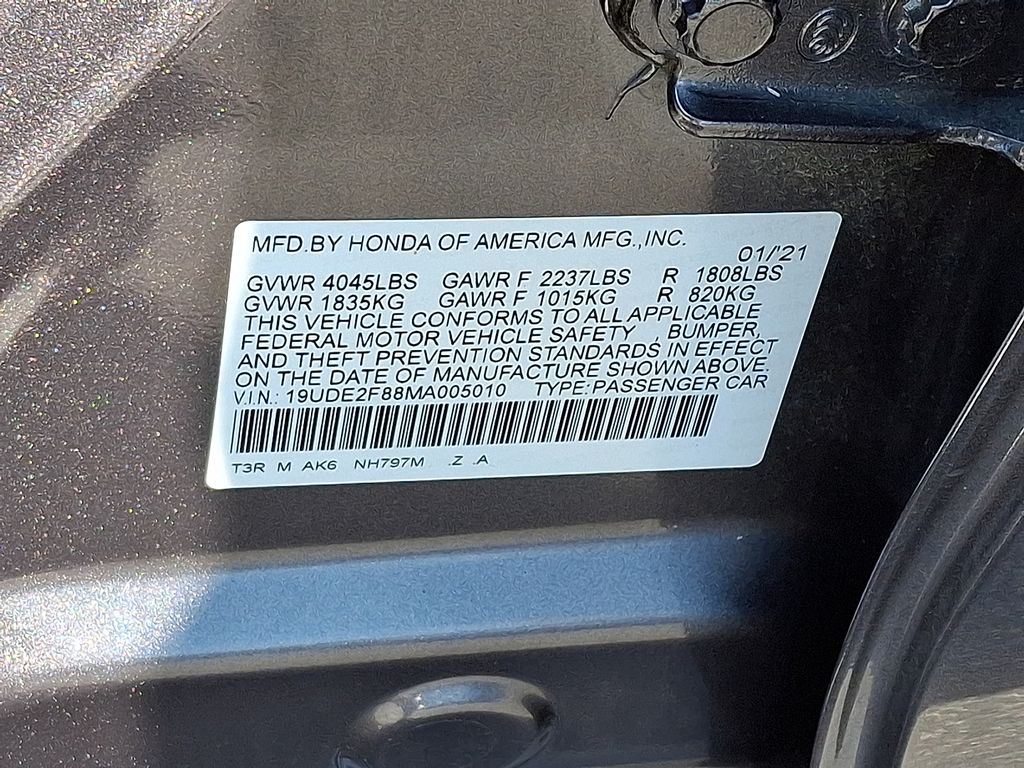 MFD.BY HONDA OF AMERICA MFG.,INC.
01/'21
GVWR 4045LBS GAWR F 2237LBS R 1808LBS
GVWR 1835KG GAWR F 1015KG R 820KG
THIS VEHICLE CONFORMS TO ALL APPLICABLE
FEDERAL MOTOR VEHICLE SAFETY , BUMPER,
AND THEFT PREVENTION STANDARDS IN EFFECT
ON THE DATE OF MANUFACTURE SHOWN ABOVE.
V.I.N.: 19UDE2F88MA005010 TYPE:PASSENGER CAR
T3R M AK6 NH797M .Z .A